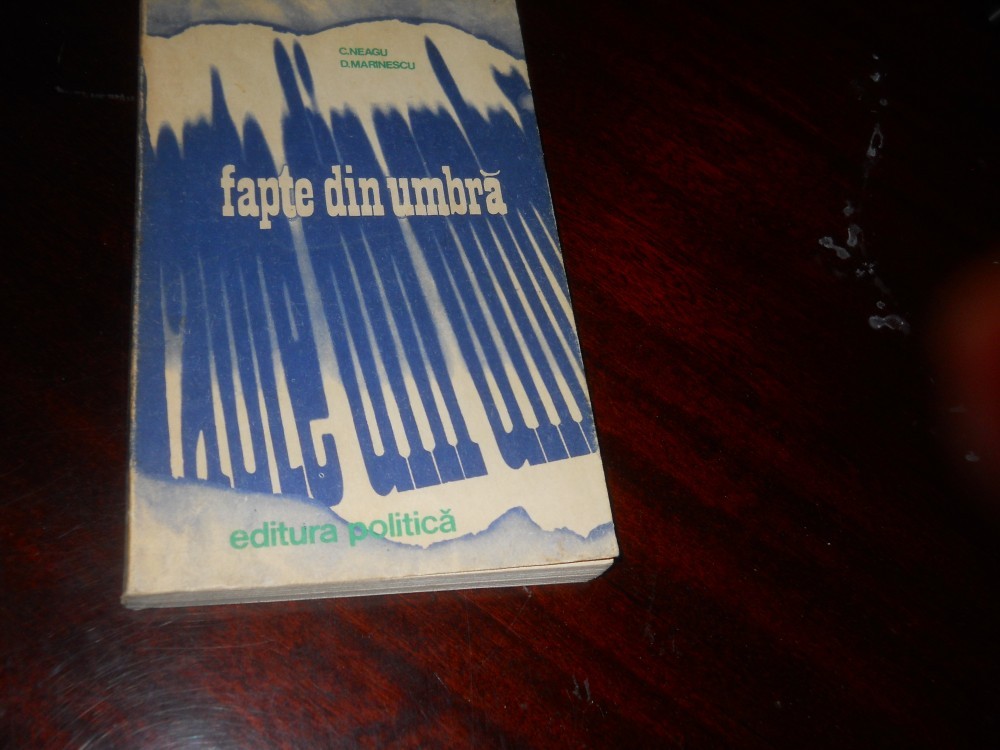 C.NEAGU
D.MARINESCU
fapte din umbră
editura politică